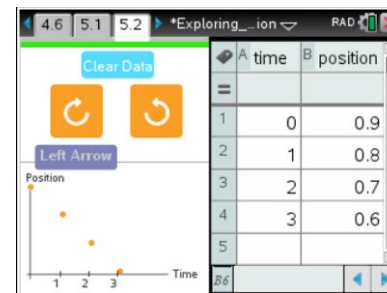 4.6 5.1 5.2 *Exploring_...ion RAD
Clear Data
Left Arrow
Position
Time
1 2 3
A time B position
=
1 0 0.9
2 1 0.8
3 2 0.7
4 3 0.6
5
B6